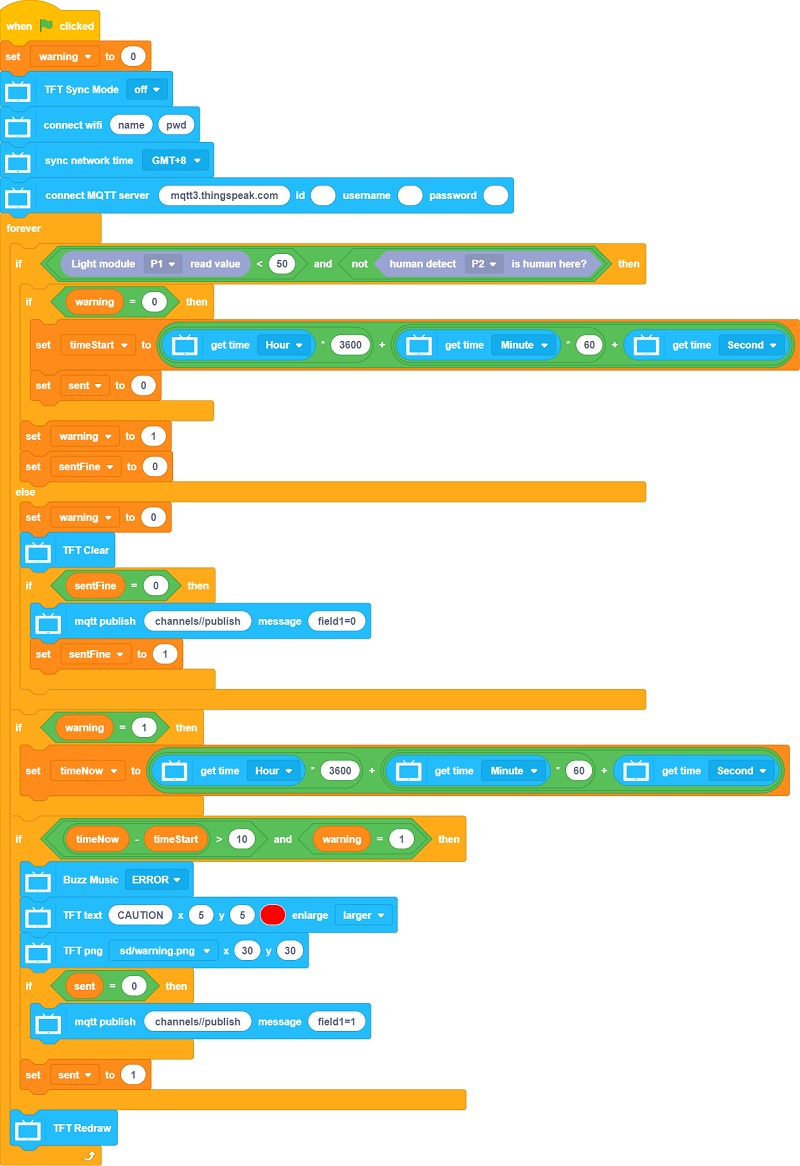 when clicked
set warning to 0
TFT Sync Mode off
connect wifi name pwd
sync network time GMT+8
connect MQTT server mqtt3.thingspeak.com id username password
forever
if Light module P1 read value < 50 and not human detect P2 is human here? then
if warning = 0 then
set timeStart to get time Hour * 3600 + get time Minute * 60 + get time Second
set sent to 0
set warning to 1
set sentFine to 0
else
set warning to 0
TFT Clear
if sentFine = 0 then
mqtt publish channels//publish message field1=0
set sentFine to 1
if warning = 1 then
set timeNow to get time Hour * 3600 + get time Minute * 60 + get time Second
if timeNow - timeStart > 10 and warning = 1 then
Buzz Music ERROR
TFT text CAUTION x 5 y 5 enlarge larger
TFT png sd/warning.png x 30 y 30
if sent = 0 then
mqtt publish channels//publish message field1=1
set sent to 1
TFT Redraw